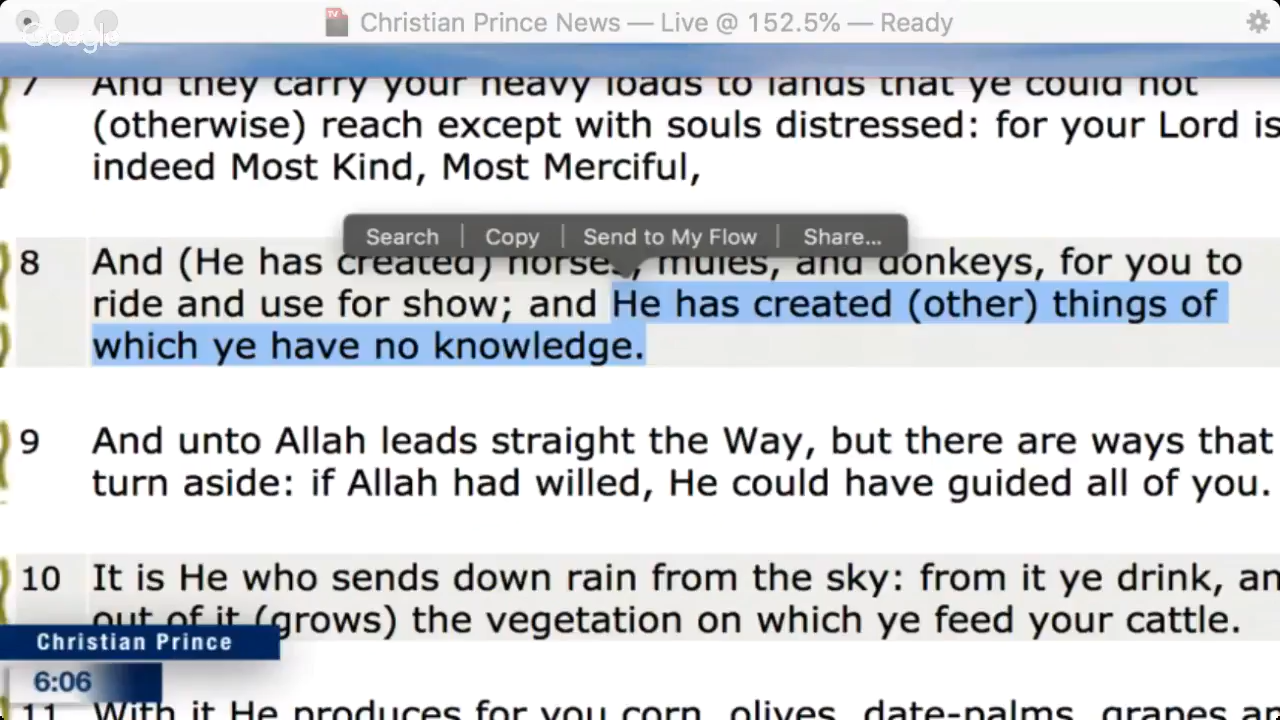 Christian Prince News — Live @ 152.5% — Ready
Google
7 And they carry your heavy loads to lands that ye could not
(otherwise) reach except with souls distressed: for your Lord is
indeed Most Kind, Most Merciful,
Search Copy Send to My Flow Share...
8 And (He has created) horses, mules, and donkeys, for you to
ride and use for show; and He has created (other) things of
which ye have no knowledge.
9 And unto Allah leads straight the Way, but there are ways that
turn aside: if Allah had willed, He could have guided all of you.
10 It is He who sends down rain from the sky: from it ye drink, an
out of it (grows) the vegetation on which ye feed your cattle.
Christian Prince
6:06
11 With it He produces for you corn, olives, date-palms, grapes an